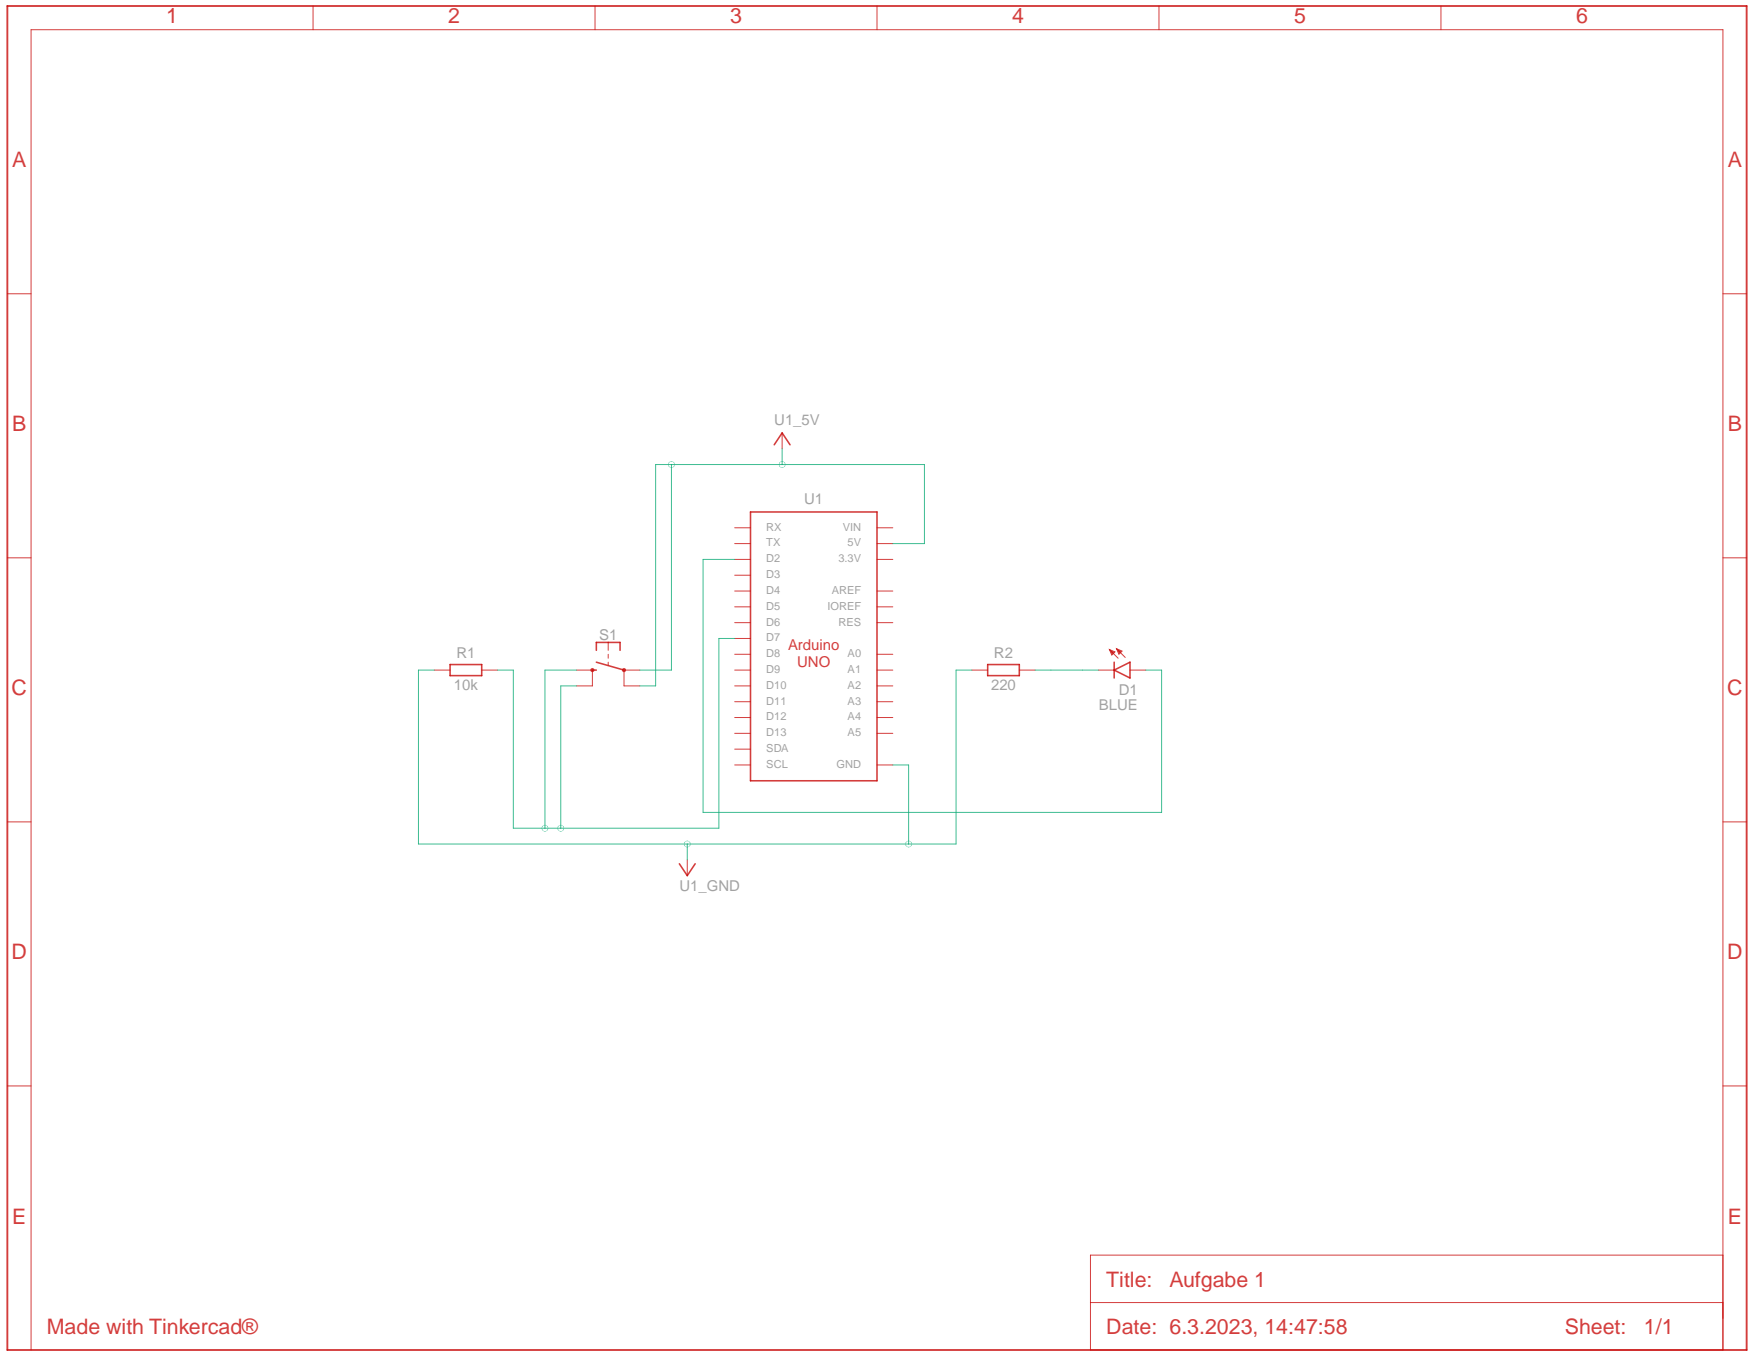 1 2 3 4 5 6
A A
B B
U1_5V
U1
RX VIN
TX 5V
D2 3.3V
D3
D4 AREF
D5 IOREF
D6 RES
D7
Arduino
UNO
D8 A0
D9 A1
D10 A2
D11 A3
D12 A4
D13 A5
SDA
SCL GND
S1
R1
10k
R2
220
D1
BLUE
C C
U1_GND
D D
E E
Title: Aufgabe 1
Made with Tinkercad®
Date: 6.3.2023, 14:47:58 Sheet: 1/1